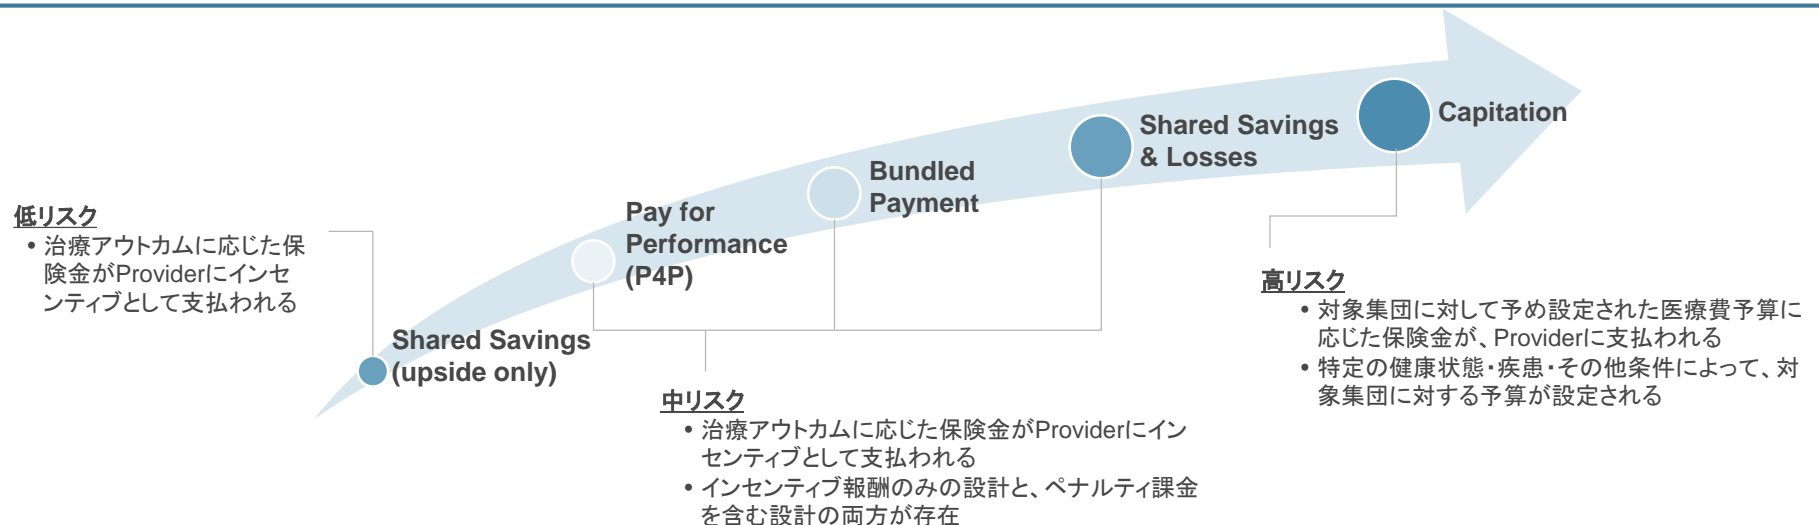 低リスク
• 治療アウトカムに応じた保
険金がProviderにインセ
ンティブとして支払われる
Shared Savings
(upside only)
Pay for
Performance
(P4P)
Bundled
Payment
Shared Savings
& Losses
Capitation
中リスク
• 治療アウトカムに応じた保険金がProviderにイン
センティブとして支払われる
• インセンティブ報酬のみの設計と、ペナルティ課金
を含む設計の両方が存在
高リスク
• 対象集団に対して予め設定された医療費予算に
応じた保険金が、Providerに支払われる
• 特定の健康状態・疾患・その他条件によって、対
象集団に対する予算が設定される